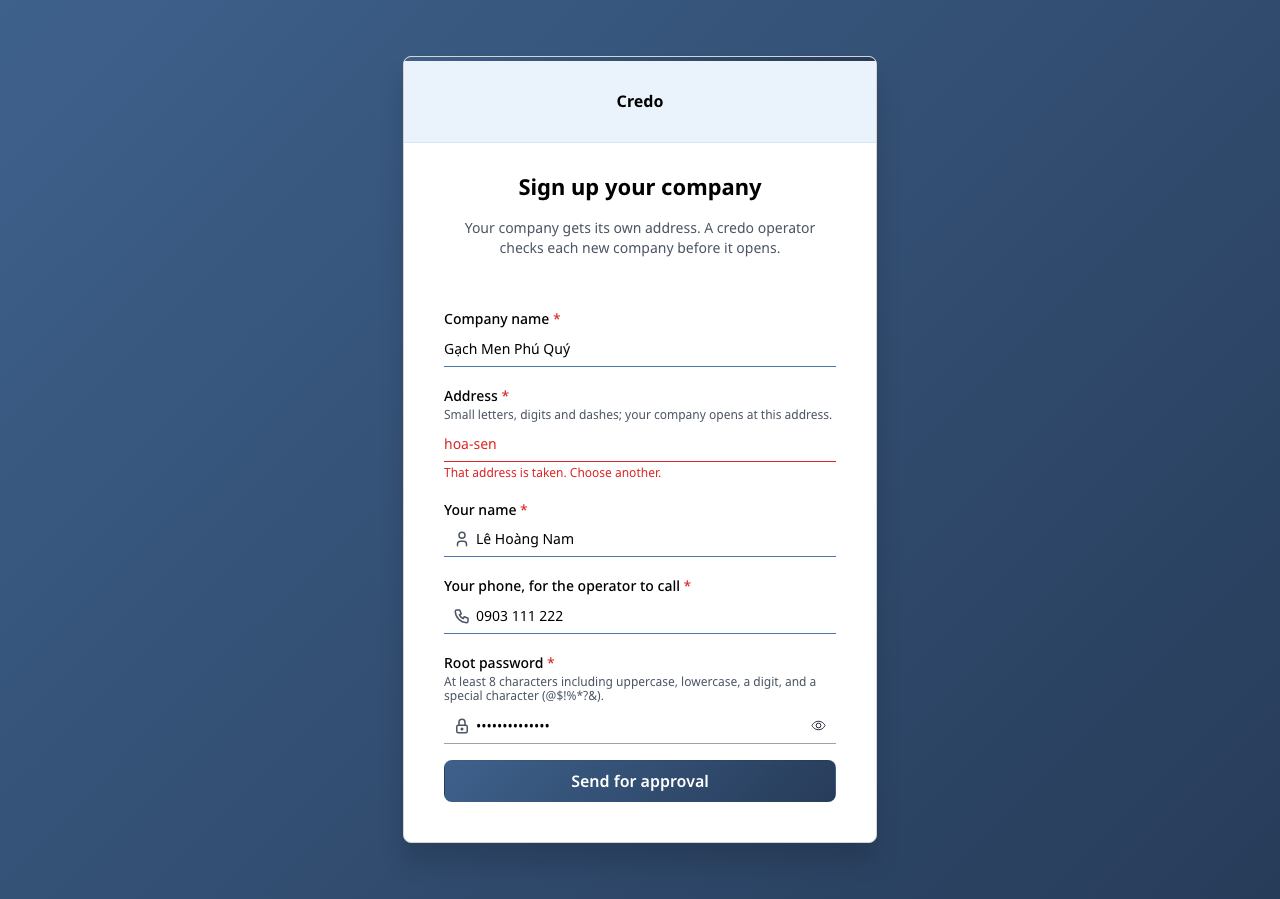 Credo
Sign up your company
Your company gets its own address. A credo operator
checks each new company before it opens.
Company name *
Gạch Men Phú Quý
Address *
Small letters, digits and dashes; your company opens at this address.
hoa-sen
That address is taken. Choose another.
Your name *
Lê Hoàng Nam
Your phone, for the operator to call *
0903 111 222
Root password *
At least 8 characters including uppercase, lowercase, a digit, and a
special character (@$!%*?&).
••••••••••••••
Send for approval